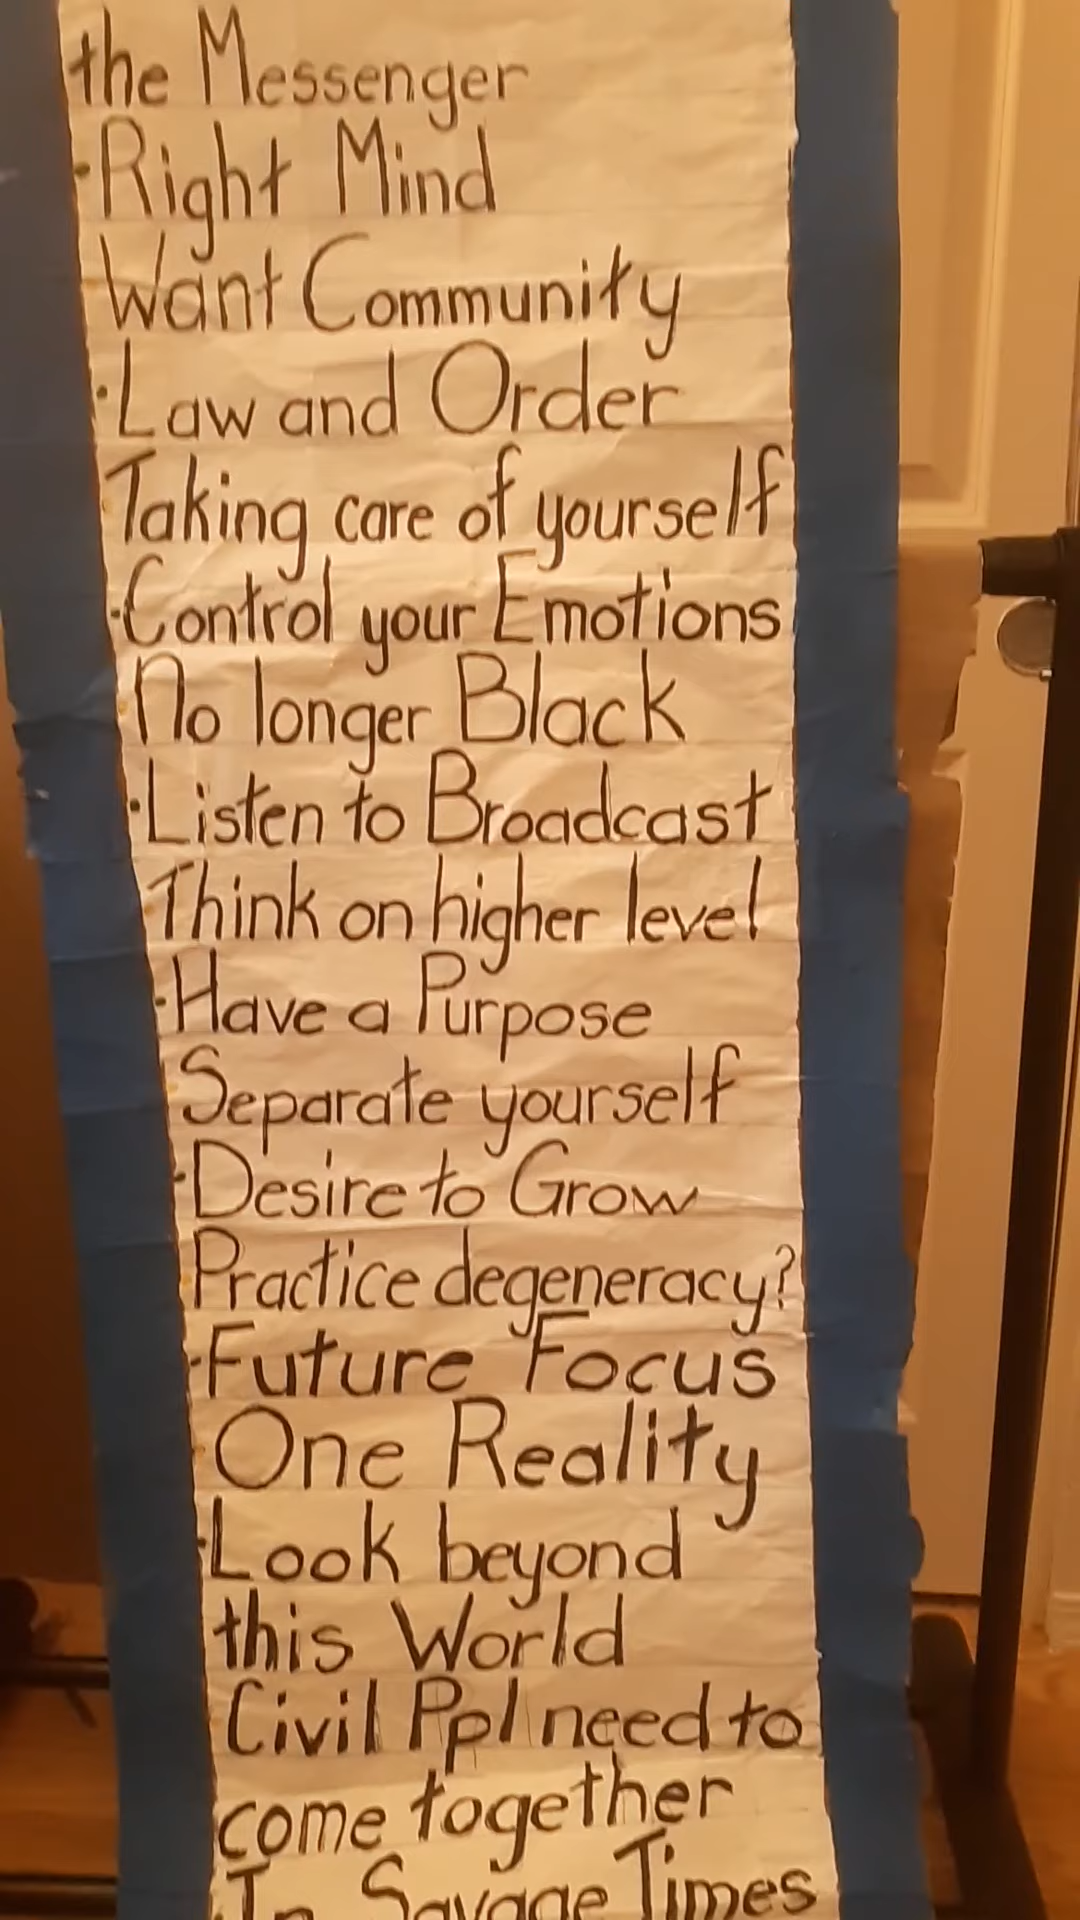 the Messenger
·Right Mind
Want Community
·Law and Order
Taking care of yourself
·Control your Emotions
No longer Black
·Listen to Broadcast
Think on higher level
·Have a Purpose
Separate yourself
·Desire to Grow
Practice degeneracy?
·Future Focus
One Reality
·Look beyond
this World
Civil Ppl need to
come together
In Savage Times